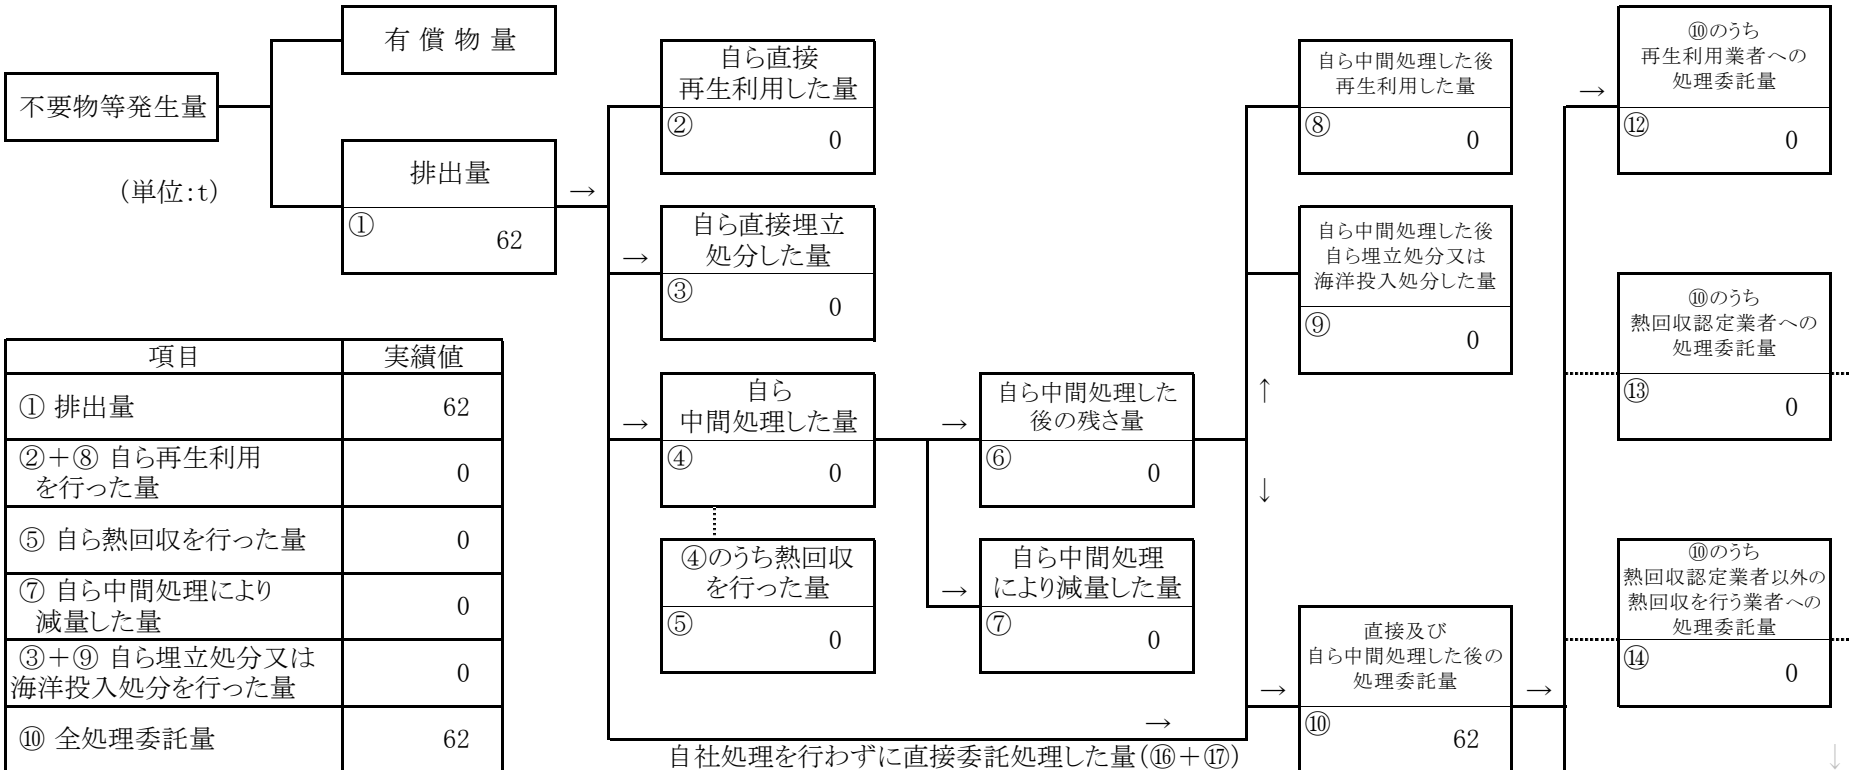 不要物等発生量
(単位:t)
有 償 物 量
排出量
① 62
→
自ら直接
再生利用した量
② 0
→
自ら直接埋立
処分した量
③ 0
→
自ら
中間処理した量
④ 0
④のうち熱回収
を行った量
⑤ 0
→
自ら中間処理した
後の残さ量
⑥ 0
→
自ら中間処理
により減量した量
⑦ 0
↑
↓
自ら中間処理した後
再生利用した量
⑧ 0
自ら中間処理した後
自ら埋立処分又は
海洋投入処分した量
⑨ 0
→
直接及び
自ら中間処理した後の
処理委託量
⑩ 62
→
自社処理を行わずに直接委託処理した量(⑯+⑰)
→
→
⑩のうち
再生利用業者への
処理委託量
⑫ 0
⑩のうち
熱回収認定業者への
処理委託量
⑬ 0
⑩のうち
熱回収認定業者以外の
熱回収を行う業者への
処理委託量
⑭ 0
↓
項目 実績値
① 排出量 62
②+⑧ 自ら再生利用
を行った量 0
⑤ 自ら熱回収を行った量 0
⑦ 自ら中間処理により
減量した量 0
③+⑨ 自ら埋立処分又は
海洋投入処分を行った量 0
⑩ 全処理委託量 62